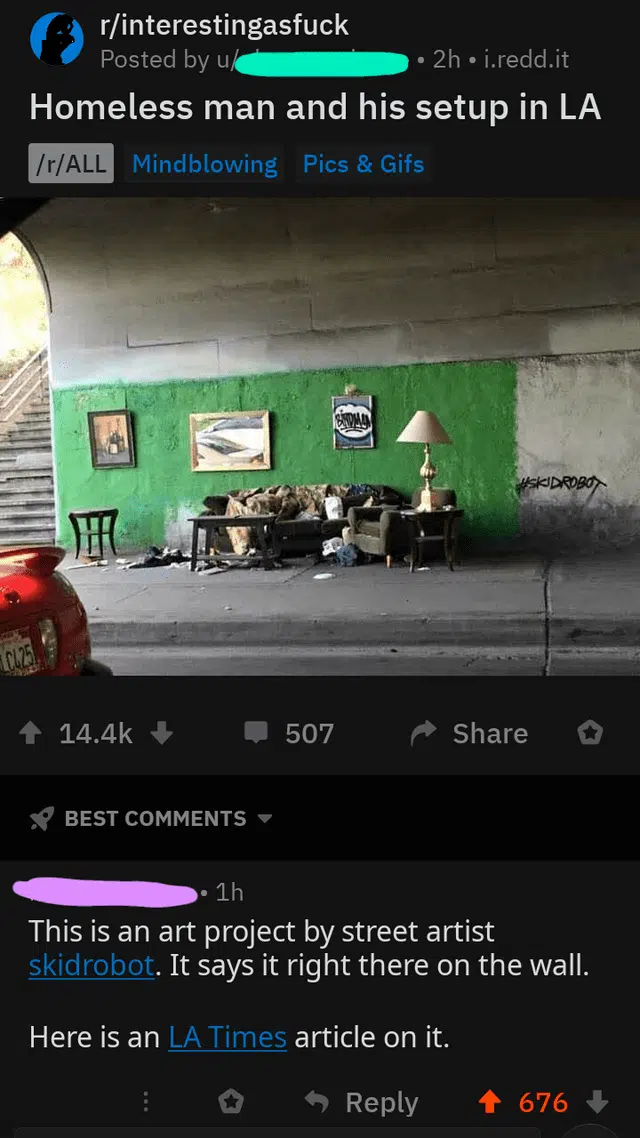 r/interestingasfuck
Posted by u/ • 2h • i.redd.it
Homeless man and his setup in LA
/r/ALL Mindblowing Pics & Gifs
BIRDMAN
#SKIDROBOT
LC425
14.4k 507 Share
BEST COMMENTS
• 1h
This is an art project by street artist
skidrobot. It says it right there on the wall.
Here is an LA Times article on it.
Reply 676